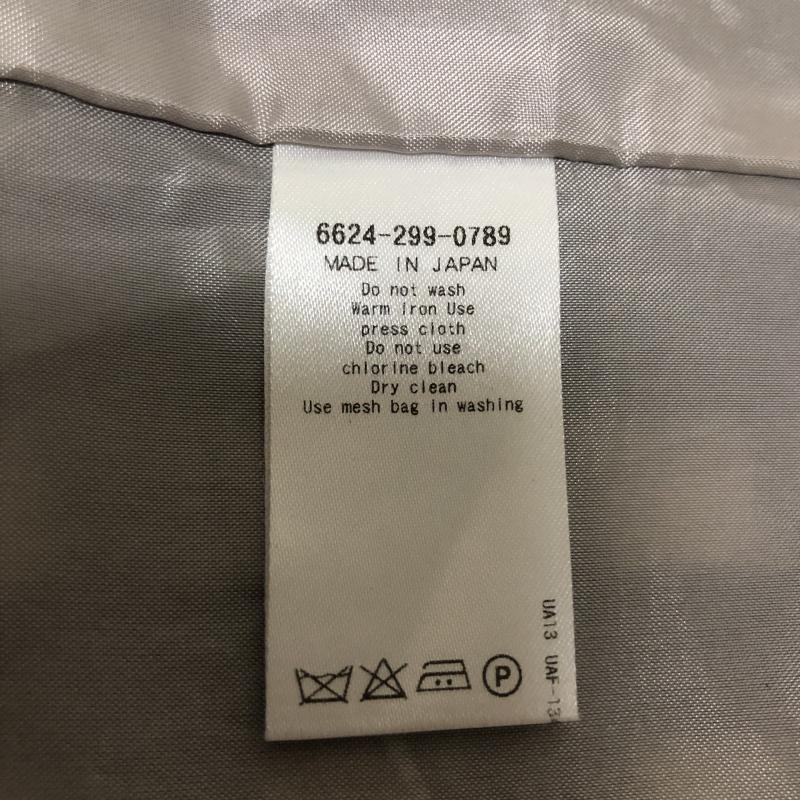 6624-299-0789
MADE IN JAPAN
Do not wash
Warm Iron Use
press cloth
Do not use
chlorine bleach
Dry clean
Use mesh bag in washing
P
UA13 UAF-13